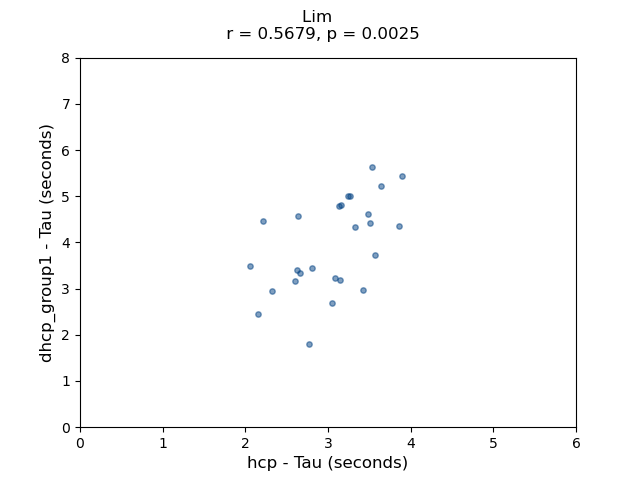 Lim
r = 0.5679, p = 0.0025
8
7
6
5
4
3
2
1
0
dhcp_group1 - Tau (seconds)
0 1 2 3 4 5 6
hcp - Tau (seconds)